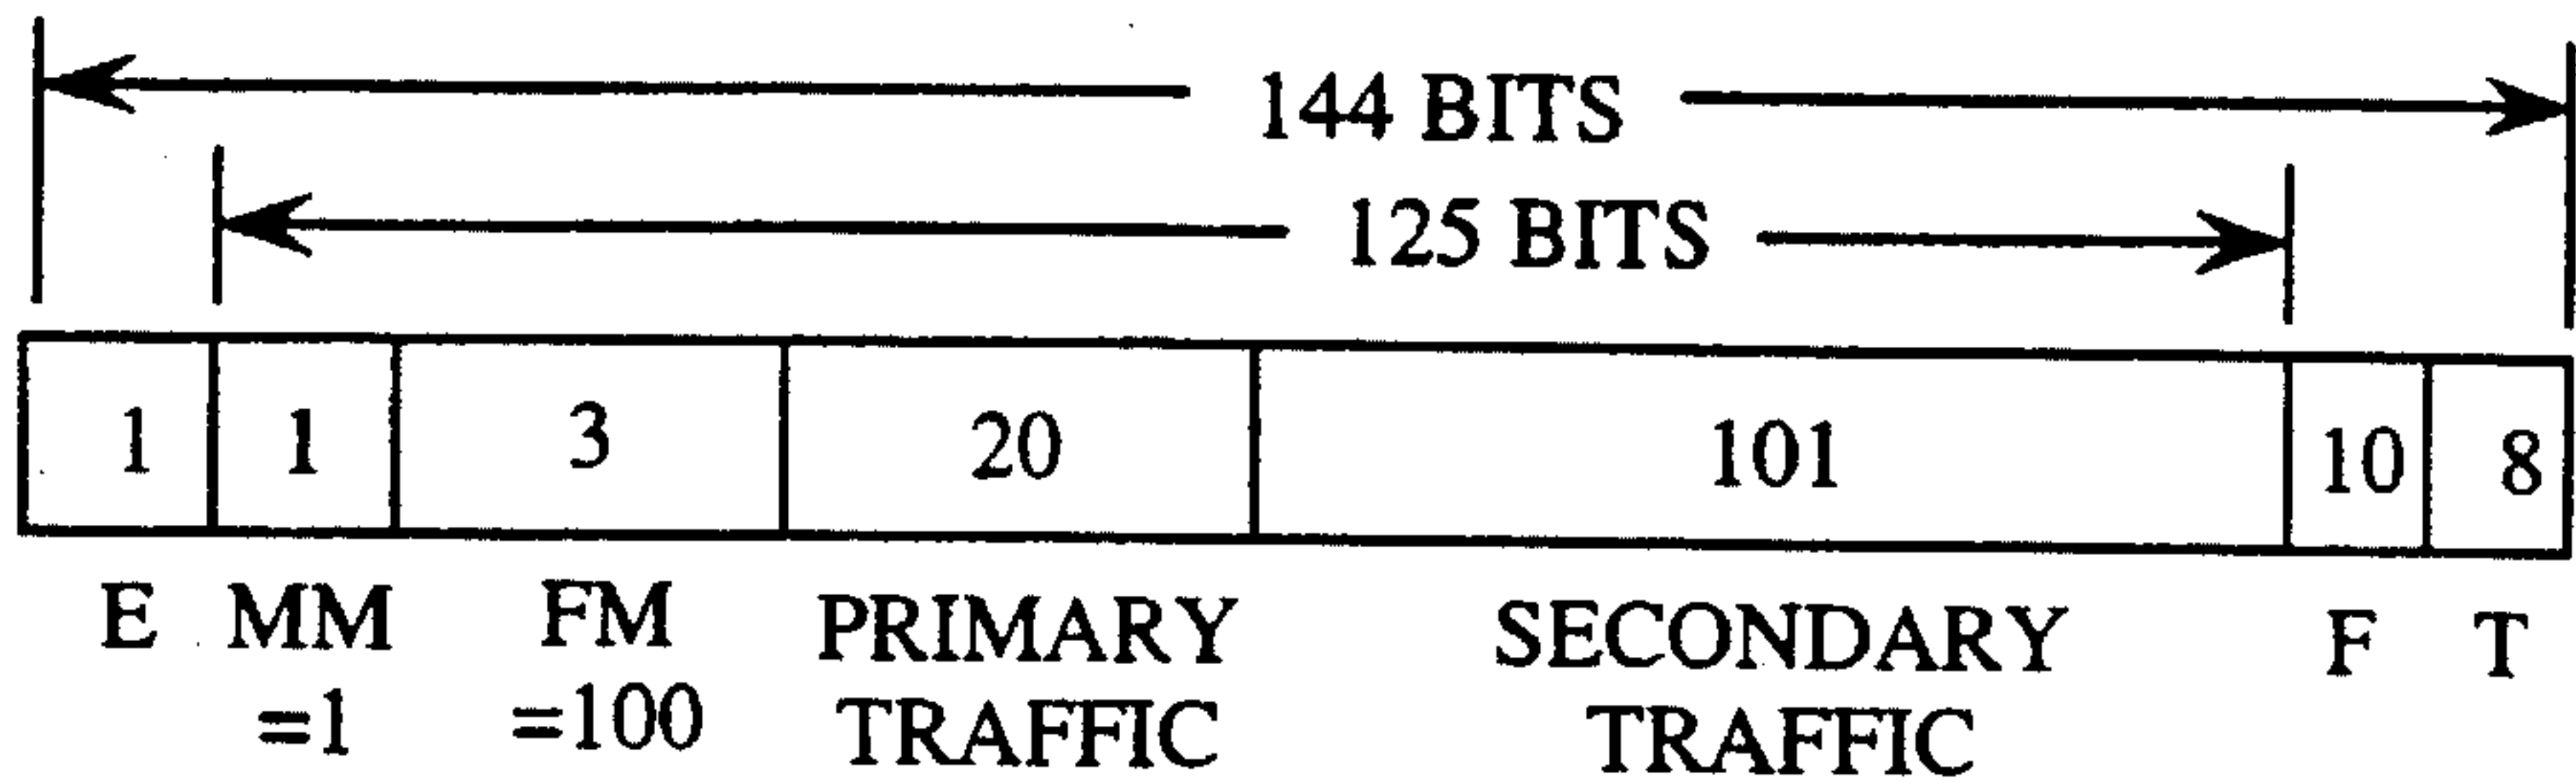 144 BITS
125 BITS
1 1 3 20 101 10 8
E MM FM PRIMARY SECONDARY F T
=1 =100 TRAFFIC TRAFFIC